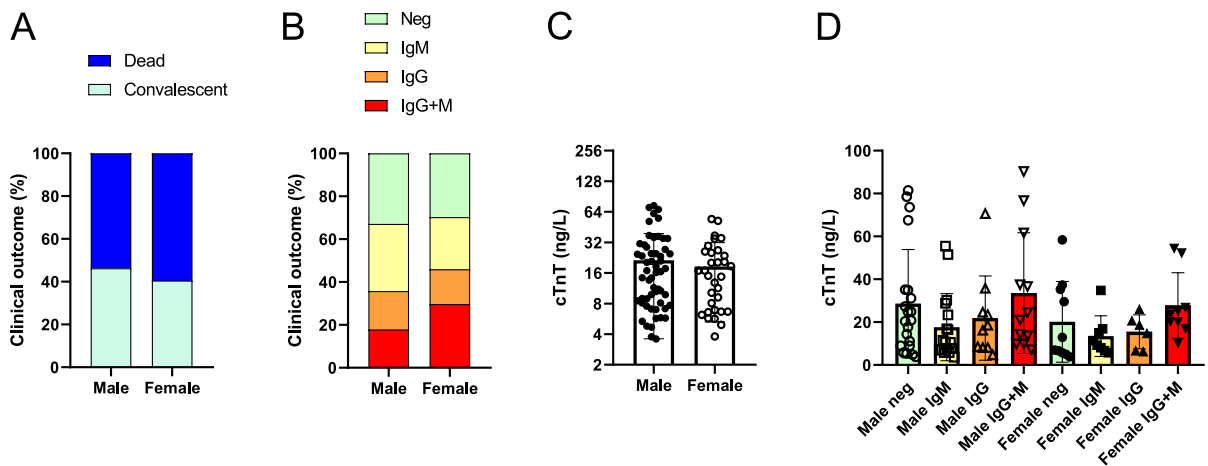 A
Dead
Convalescent
Clinical outcome (%)
100
80
60
40
20
0
Male
Female
B
Neg
IgM
IgG
IgG+M
Clinical outcome (%)
100
80
60
40
20
0
Male
Female
C
cTnT (ng/L)
256
128
64
32
16
8
4
2
Male
Female
D
cTnT (ng/L)
100
80
60
40
20
0
Male neg
Male IgM
Male IgG
Male IgG+M
Female neg
Female IgM
Female IgG
Female IgG+M